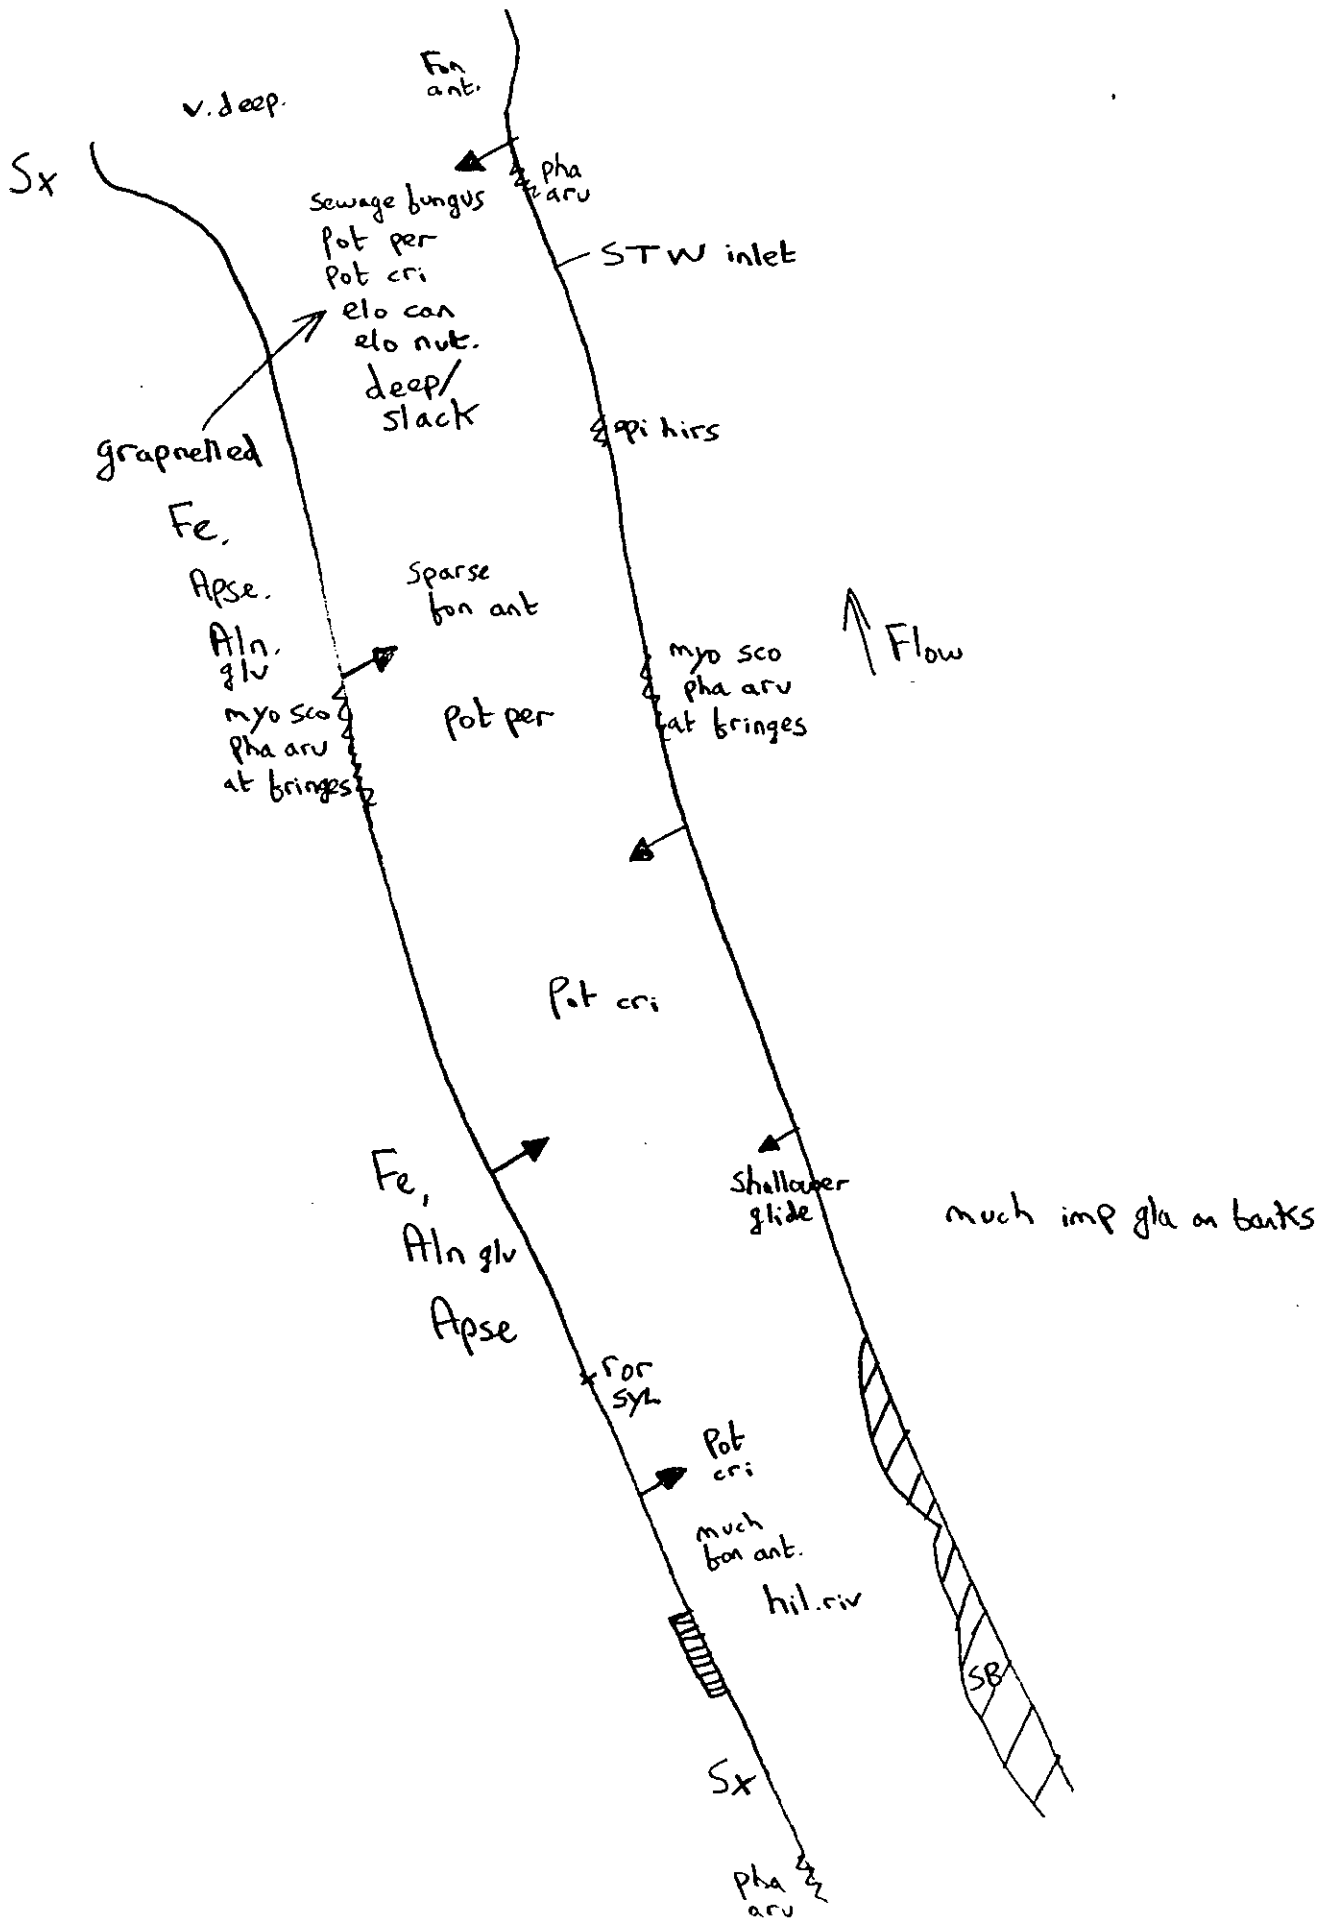 Fon
ant.
v. deep.
Sx
pha
aru
Sewage fungus
Pot per
Pot cri
elo can
elo nut.
deep/
slack
STW inlet
grapnelled
epi hirs
Fe,
Apse.
Aln.
glu
Sparse
fon ant
Flow
myo sco
pha aru
at fringes
myo sco
pha aru
at fringes
Pot per
Pot cri
Fe,
Aln glu
Apse
Shallower
glide
much imp gla on banks
ror
syl
Pot
cri
much
fon ant.
hil.riv
SB
Sx
pha
aru